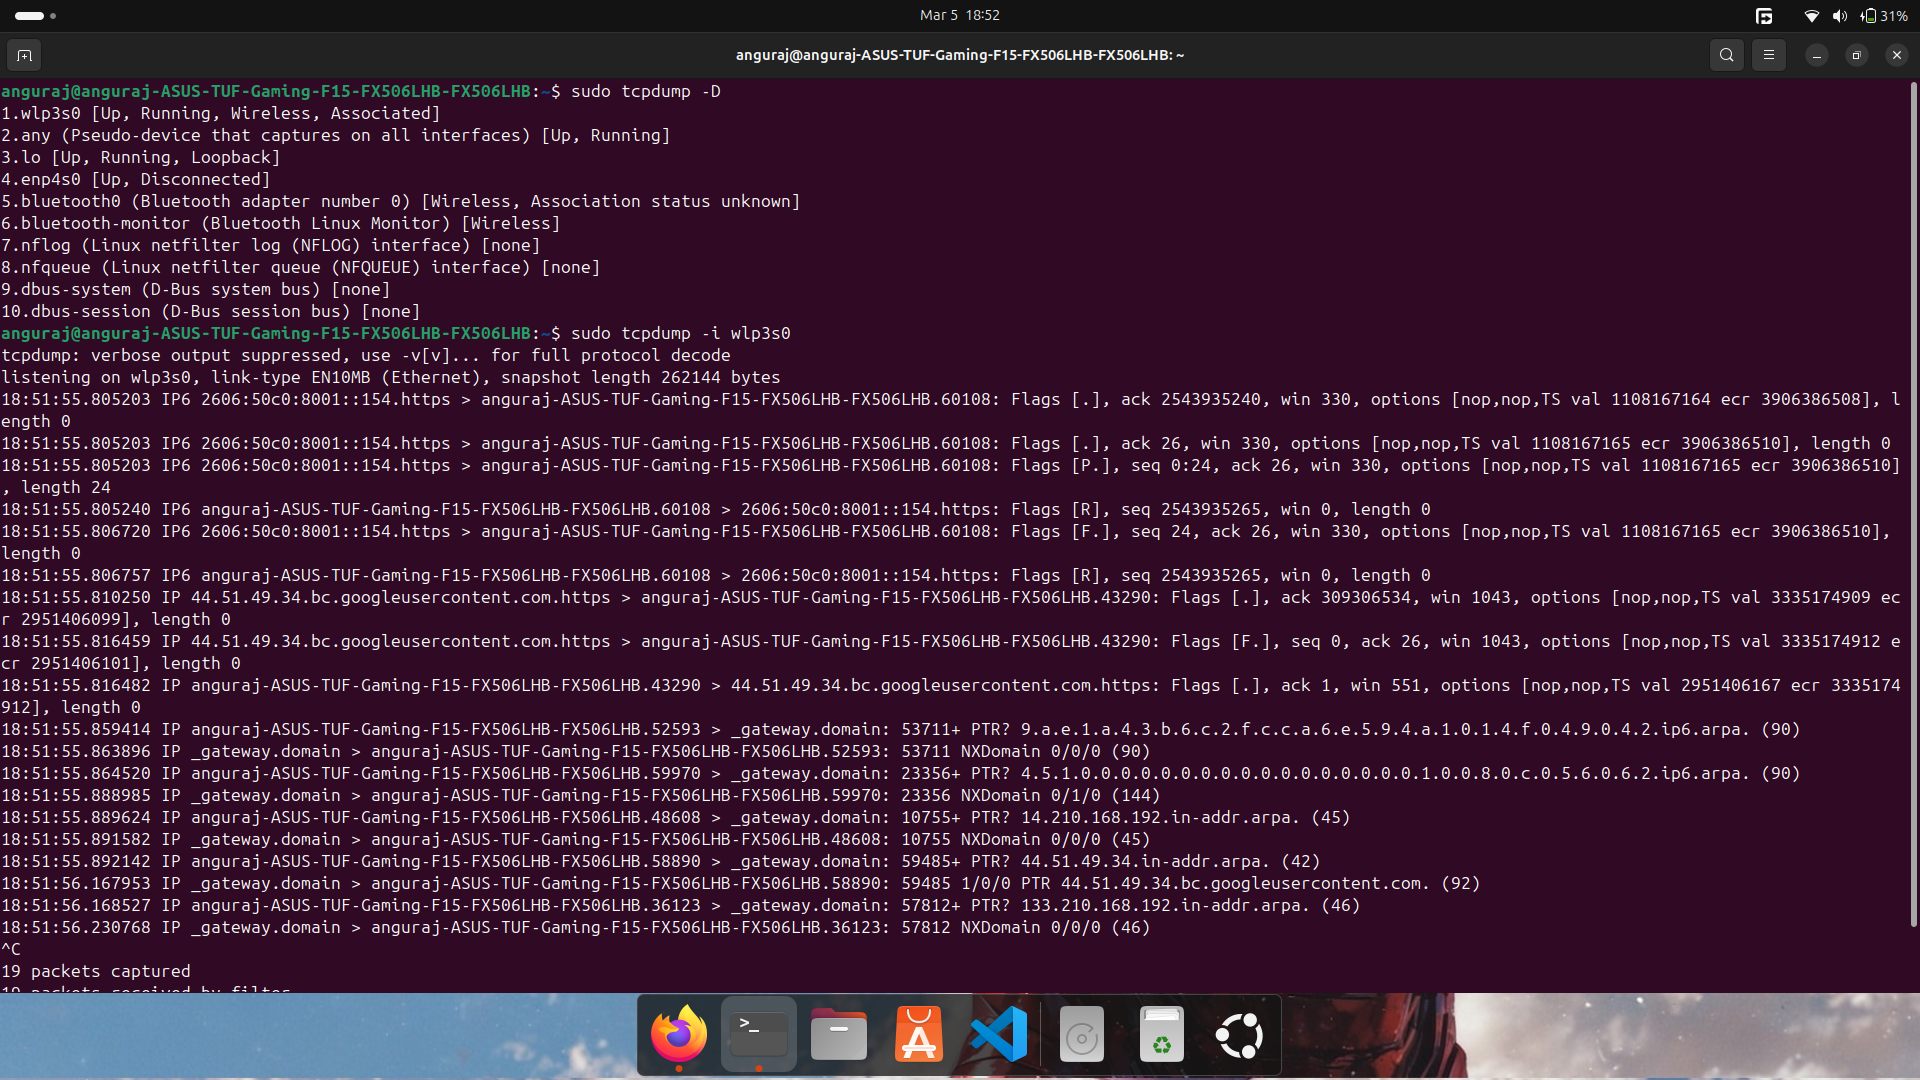 Mar 5 18:52
31%
anguraj@anguraj-ASUS-TUF-Gaming-F15-FX506LHB-FX506LHB: ~
anguraj@anguraj-ASUS-TUF-Gaming-F15-FX506LHB-FX506LHB:~$ sudo tcpdump -D
1.wlp3s0 [Up, Running, Wireless, Associated]
2.any (Pseudo-device that captures on all interfaces) [Up, Running]
3.lo [Up, Running, Loopback]
4.enp4s0 [Up, Disconnected]
5.bluetooth0 (Bluetooth adapter number 0) [Wireless, Association status unknown]
6.bluetooth-monitor (Bluetooth Linux Monitor) [Wireless]
7.nflog (Linux netfilter log (NFLOG) interface) [none]
8.nfqueue (Linux netfilter queue (NFQUEUE) interface) [none]
9.dbus-system (D-Bus system bus) [none]
10.dbus-session (D-Bus session bus) [none]
anguraj@anguraj-ASUS-TUF-Gaming-F15-FX506LHB-FX506LHB:~$ sudo tcpdump -i wlp3s0
tcpdump: verbose output suppressed, use -v[v]... for full protocol decode
listening on wlp3s0, link-type EN10MB (Ethernet), snapshot length 262144 bytes
18:51:55.805203 IP6 2606:50c0:8001::154.https > anguraj-ASUS-TUF-Gaming-F15-FX506LHB-FX506LHB.60108: Flags [.], ack 2543935240, win 330, options [nop,nop,TS val 1108167164 ecr 3906386508], l
ength 0
18:51:55.805203 IP6 2606:50c0:8001::154.https > anguraj-ASUS-TUF-Gaming-F15-FX506LHB-FX506LHB.60108: Flags [.], ack 26, win 330, options [nop,nop,TS val 1108167165 ecr 3906386510], length 0
18:51:55.805203 IP6 2606:50c0:8001::154.https > anguraj-ASUS-TUF-Gaming-F15-FX506LHB-FX506LHB.60108: Flags [P.], seq 0:24, ack 26, win 330, options [nop,nop,TS val 1108167165 ecr 3906386510]
, length 24
18:51:55.805240 IP6 anguraj-ASUS-TUF-Gaming-F15-FX506LHB-FX506LHB.60108 > 2606:50c0:8001::154.https: Flags [R], seq 2543935265, win 0, length 0
18:51:55.806720 IP6 2606:50c0:8001::154.https > anguraj-ASUS-TUF-Gaming-F15-FX506LHB-FX506LHB.60108: Flags [F.], seq 24, ack 26, win 330, options [nop,nop,TS val 1108167165 ecr 3906386510],
length 0
18:51:55.806757 IP6 anguraj-ASUS-TUF-Gaming-F15-FX506LHB-FX506LHB.60108 > 2606:50c0:8001::154.https: Flags [R], seq 2543935265, win 0, length 0
18:51:55.810250 IP 44.51.49.34.bc.googleusercontent.com.https > anguraj-ASUS-TUF-Gaming-F15-FX506LHB-FX506LHB.43290: Flags [.], ack 309306534, win 1043, options [nop,nop,TS val 3335174909 ec
r 2951406099], length 0
18:51:55.816459 IP 44.51.49.34.bc.googleusercontent.com.https > anguraj-ASUS-TUF-Gaming-F15-FX506LHB-FX506LHB.43290: Flags [F.], seq 0, ack 26, win 1043, options [nop,nop,TS val 3335174912 e
cr 2951406101], length 0
18:51:55.816482 IP anguraj-ASUS-TUF-Gaming-F15-FX506LHB-FX506LHB.43290 > 44.51.49.34.bc.googleusercontent.com.https: Flags [.], ack 1, win 551, options [nop,nop,TS val 2951406167 ecr 3335174
912], length 0
18:51:55.859414 IP anguraj-ASUS-TUF-Gaming-F15-FX506LHB-FX506LHB.52593 > _gateway.domain: 53711+ PTR? 9.a.e.1.a.4.3.b.6.c.2.f.c.c.a.6.e.5.9.4.a.1.0.1.4.f.0.4.9.0.4.2.ip6.arpa. (90)
18:51:55.863896 IP _gateway.domain > anguraj-ASUS-TUF-Gaming-F15-FX506LHB-FX506LHB.52593: 53711 NXDomain 0/0/0 (90)
18:51:55.864520 IP anguraj-ASUS-TUF-Gaming-F15-FX506LHB-FX506LHB.59970 > _gateway.domain: 23356+ PTR? 4.5.1.0.0.0.0.0.0.0.0.0.0.0.0.0.0.0.0.0.1.0.0.8.0.c.0.5.6.0.6.2.ip6.arpa. (90)
18:51:55.888985 IP _gateway.domain > anguraj-ASUS-TUF-Gaming-F15-FX506LHB-FX506LHB.59970: 23356 NXDomain 0/1/0 (144)
18:51:55.889624 IP anguraj-ASUS-TUF-Gaming-F15-FX506LHB-FX506LHB.48608 > _gateway.domain: 10755+ PTR? 14.210.168.192.in-addr.arpa. (45)
18:51:55.891582 IP _gateway.domain > anguraj-ASUS-TUF-Gaming-F15-FX506LHB-FX506LHB.48608: 10755 NXDomain 0/0/0 (45)
18:51:55.892142 IP anguraj-ASUS-TUF-Gaming-F15-FX506LHB-FX506LHB.58890 > _gateway.domain: 59485+ PTR? 44.51.49.34.in-addr.arpa. (42)
18:51:56.167953 IP _gateway.domain > anguraj-ASUS-TUF-Gaming-F15-FX506LHB-FX506LHB.58890: 59485 1/0/0 PTR 44.51.49.34.bc.googleusercontent.com. (92)
18:51:56.168527 IP anguraj-ASUS-TUF-Gaming-F15-FX506LHB-FX506LHB.36123 > _gateway.domain: 57812+ PTR? 133.210.168.192.in-addr.arpa. (46)
18:51:56.230768 IP _gateway.domain > anguraj-ASUS-TUF-Gaming-F15-FX506LHB-FX506LHB.36123: 57812 NXDomain 0/0/0 (46)
^C
19 packets captured
19 packets received by filter